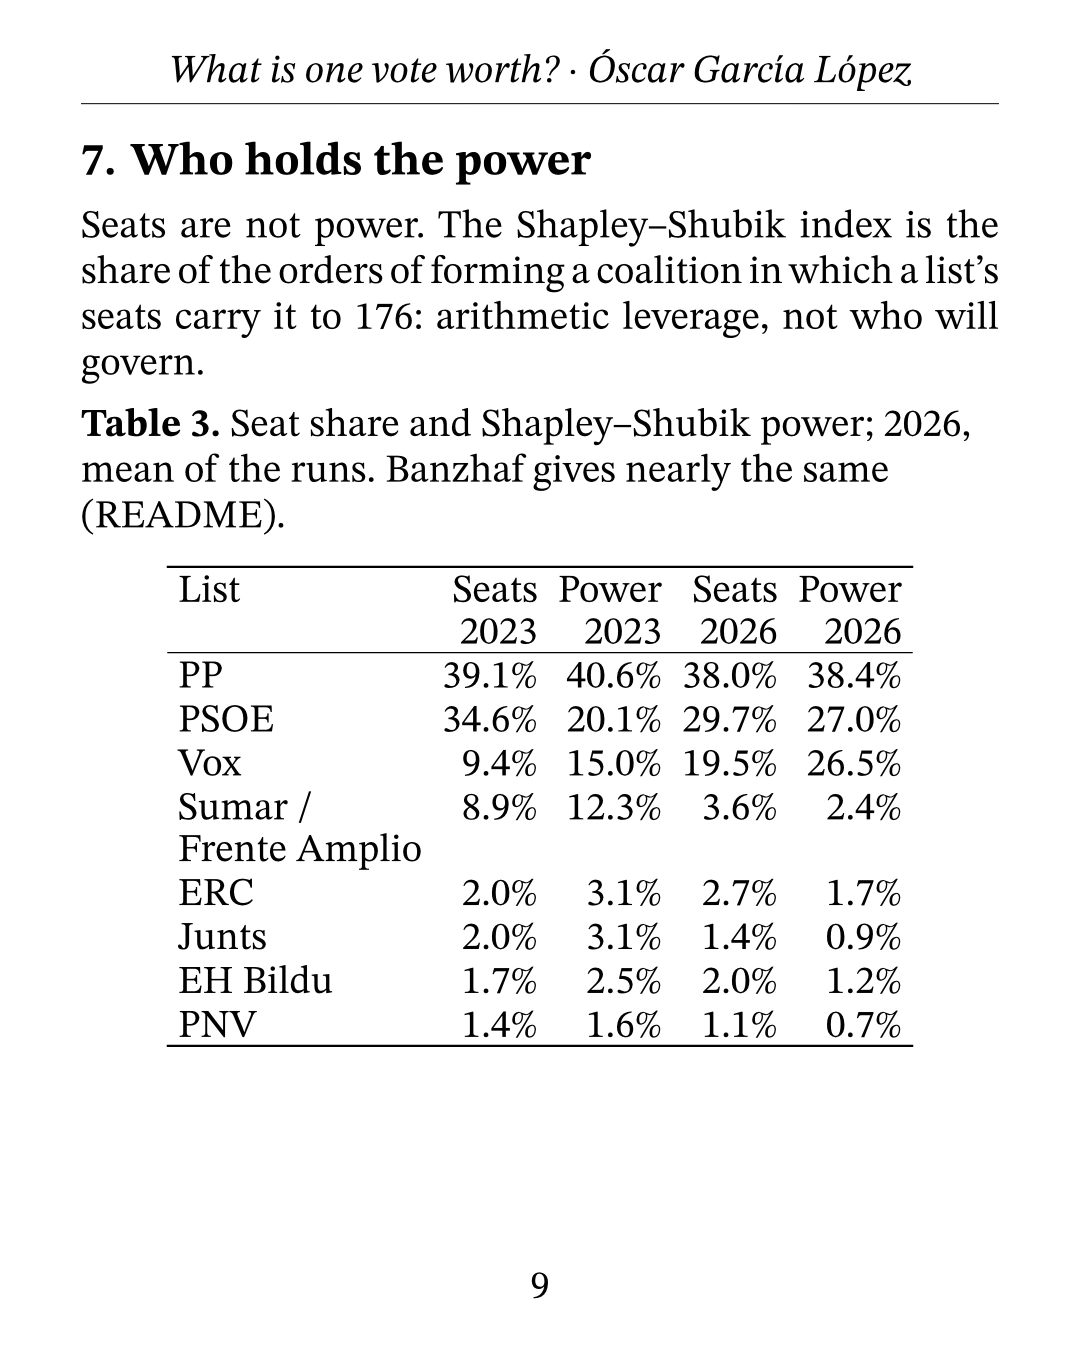 What is one vote worth? · Óscar García López
7. Who holds the power
Seats are not power. The Shapley–Shubik index is the
share of the orders of forming a coalition in which a list’s
seats carry it to 176: arithmetic leverage, not who will
govern.
Table 3. Seat share and Shapley–Shubik power; 2026,
mean of the runs. Banzhaf gives nearly the same
(README).
List Seats Power Seats Power
2023 2023 2026 2026
PP 39.1% 40.6% 38.0% 38.4%
PSOE 34.6% 20.1% 29.7% 27.0%
Vox 9.4% 15.0% 19.5% 26.5%
Sumar / 8.9% 12.3% 3.6% 2.4%
Frente Amplio
ERC 2.0% 3.1% 2.7% 1.7%
Junts 2.0% 3.1% 1.4% 0.9%
EH Bildu 1.7% 2.5% 2.0% 1.2%
PNV 1.4% 1.6% 1.1% 0.7%
9